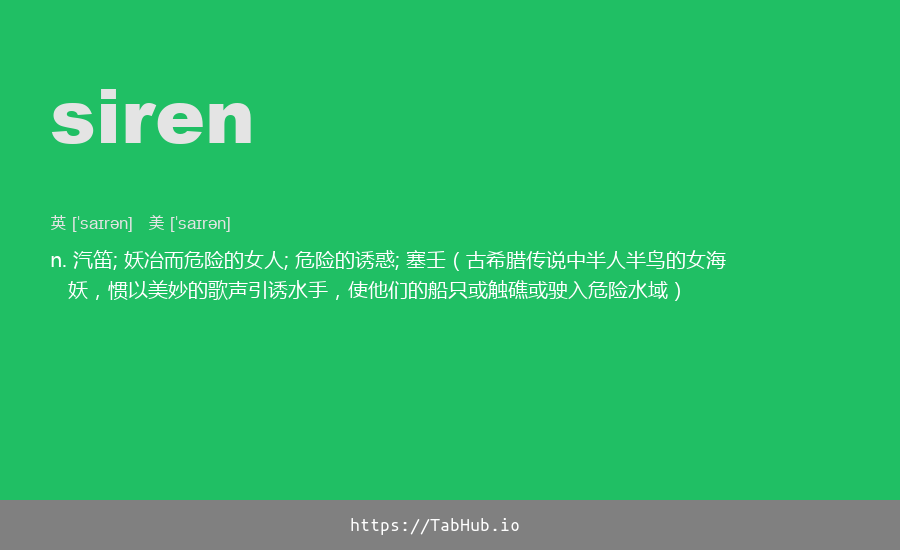 siren
英 ['saɪrən] 美 ['saɪrən]
n. 汽笛; 妖冶而危险的女人; 危险的诱惑; 塞壬（古希腊传说中半人半鸟的女海
妖，惯以美妙的歌声引诱水手，使他们的船只或触礁或驶入危险水域）
https://TabHub.io